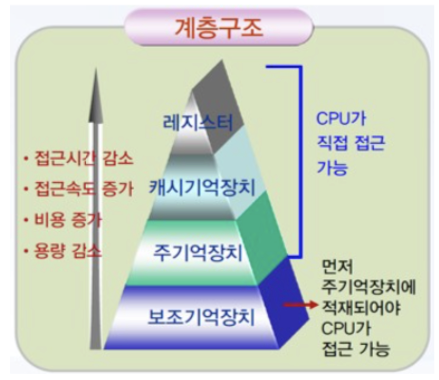 계층구조
레지스터
캐시기억장치
주기억장치
보조기억장치
• 접근시간 감소
• 접근속도 증가
• 비용 증가
• 용량 감소
CPU가
직접 접근
가능
먼저
주기억장치에
적재되어야
CPU가
접근 가능